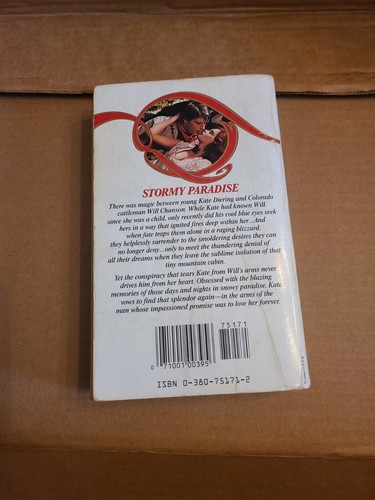 STORMY PARADISE
There was magic between young Kate Diering and Colorado
cattleman Will Chanson. While Kate had known Will
since she was a child, only recently did his cool blue eyes seek
hers in a way that ignited fires deep within her...And
when fate traps them alone in a raging blizzard,
they helplessly surrender to the smoldering desires they can
no longer deny...only to meet the thundering denial of
all their dreams when they leave the sublime isolation of that
tiny mountain cabin.
Yet the conspiracy that tears Kate from Will's arms never
drives him from her heart. Obsessed with the blazing
memories of those days and nights in snowy paradise, Kate
vows to find that splendor again—in the arms of the
man whose impassioned promise was to love her forever.
75171
0 71001 00395
ISBN 0-380-75171-2